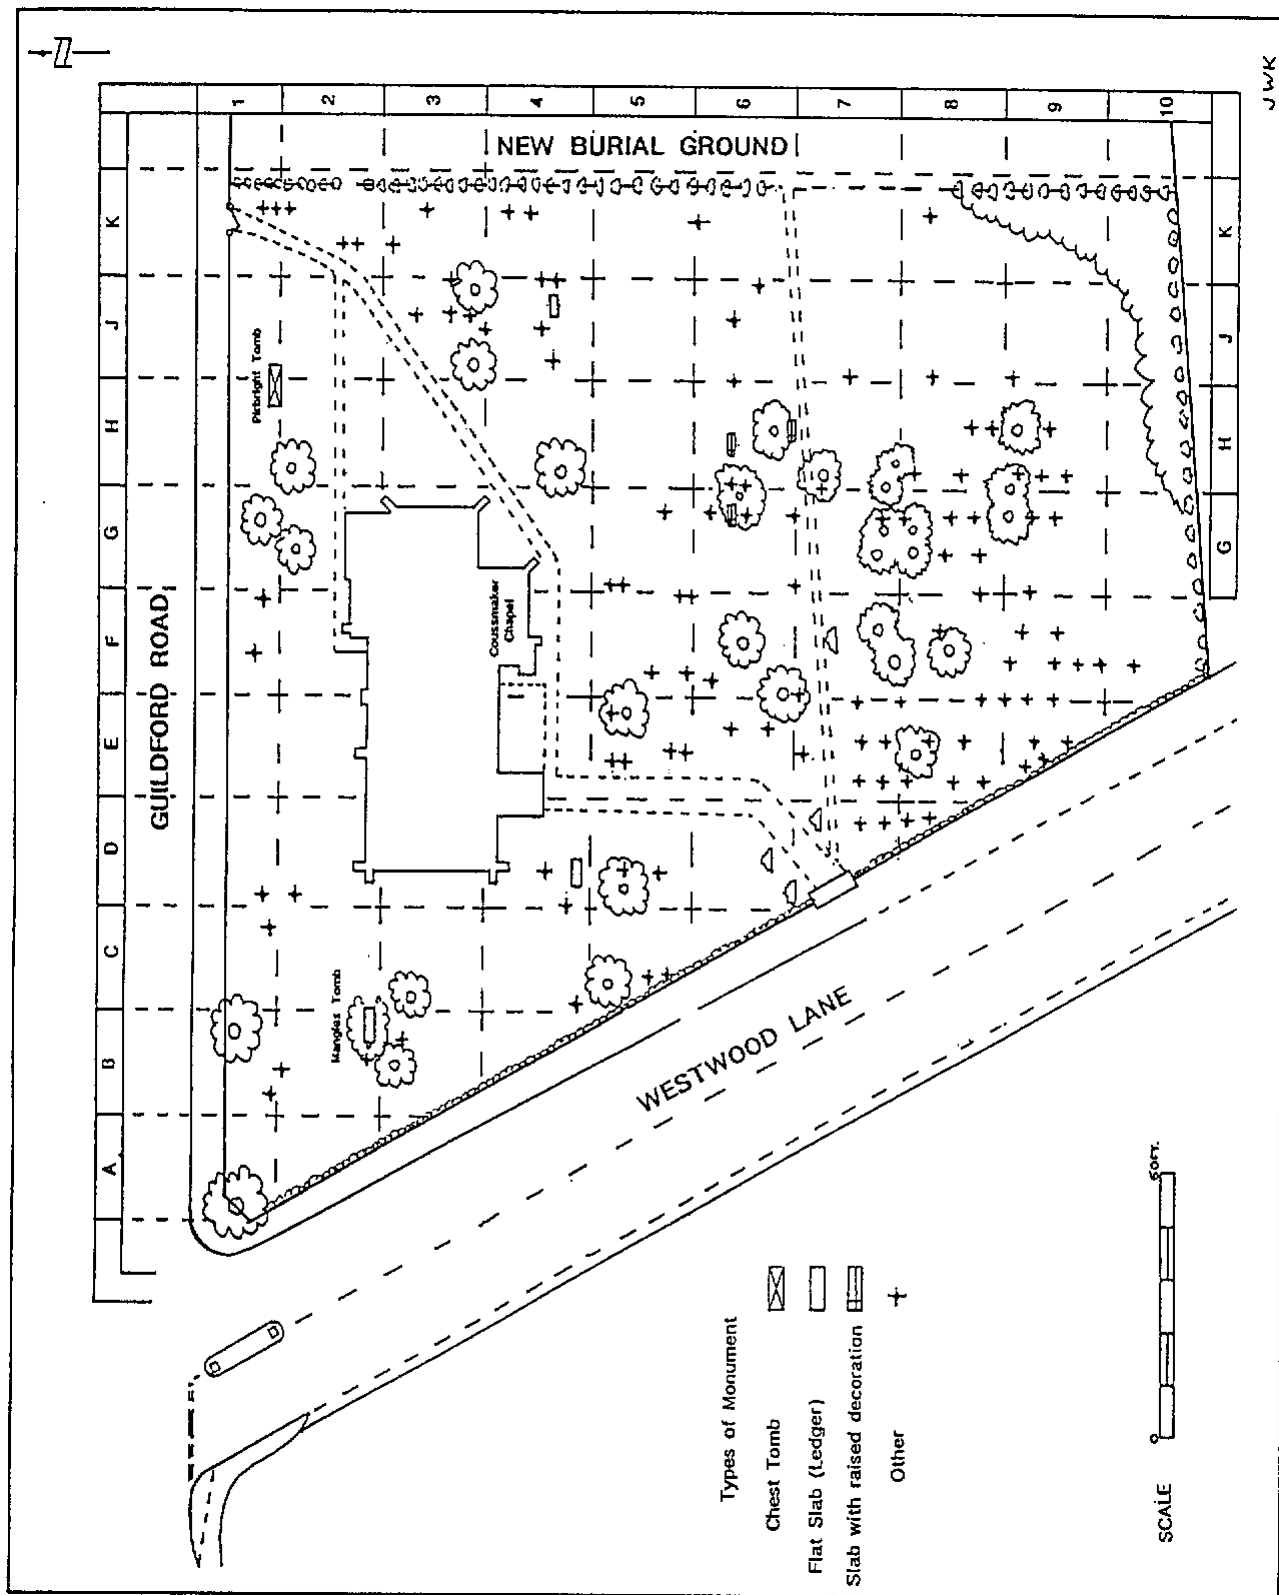 Z
A B C D E F G H J K
GUILDFORD ROAD
1
2
3
4
5
6
7
8
9
10
NEW BURIAL GROUND
Pirbright Tomb
Mangles Tomb
Coussmaker
Chapel
WESTWOOD LANE
G H J K
Types of Monument
Chest Tomb
Flat Slab (Ledger)
Slab with raised decoration
Other
SCALE
0
50FT.
JWK